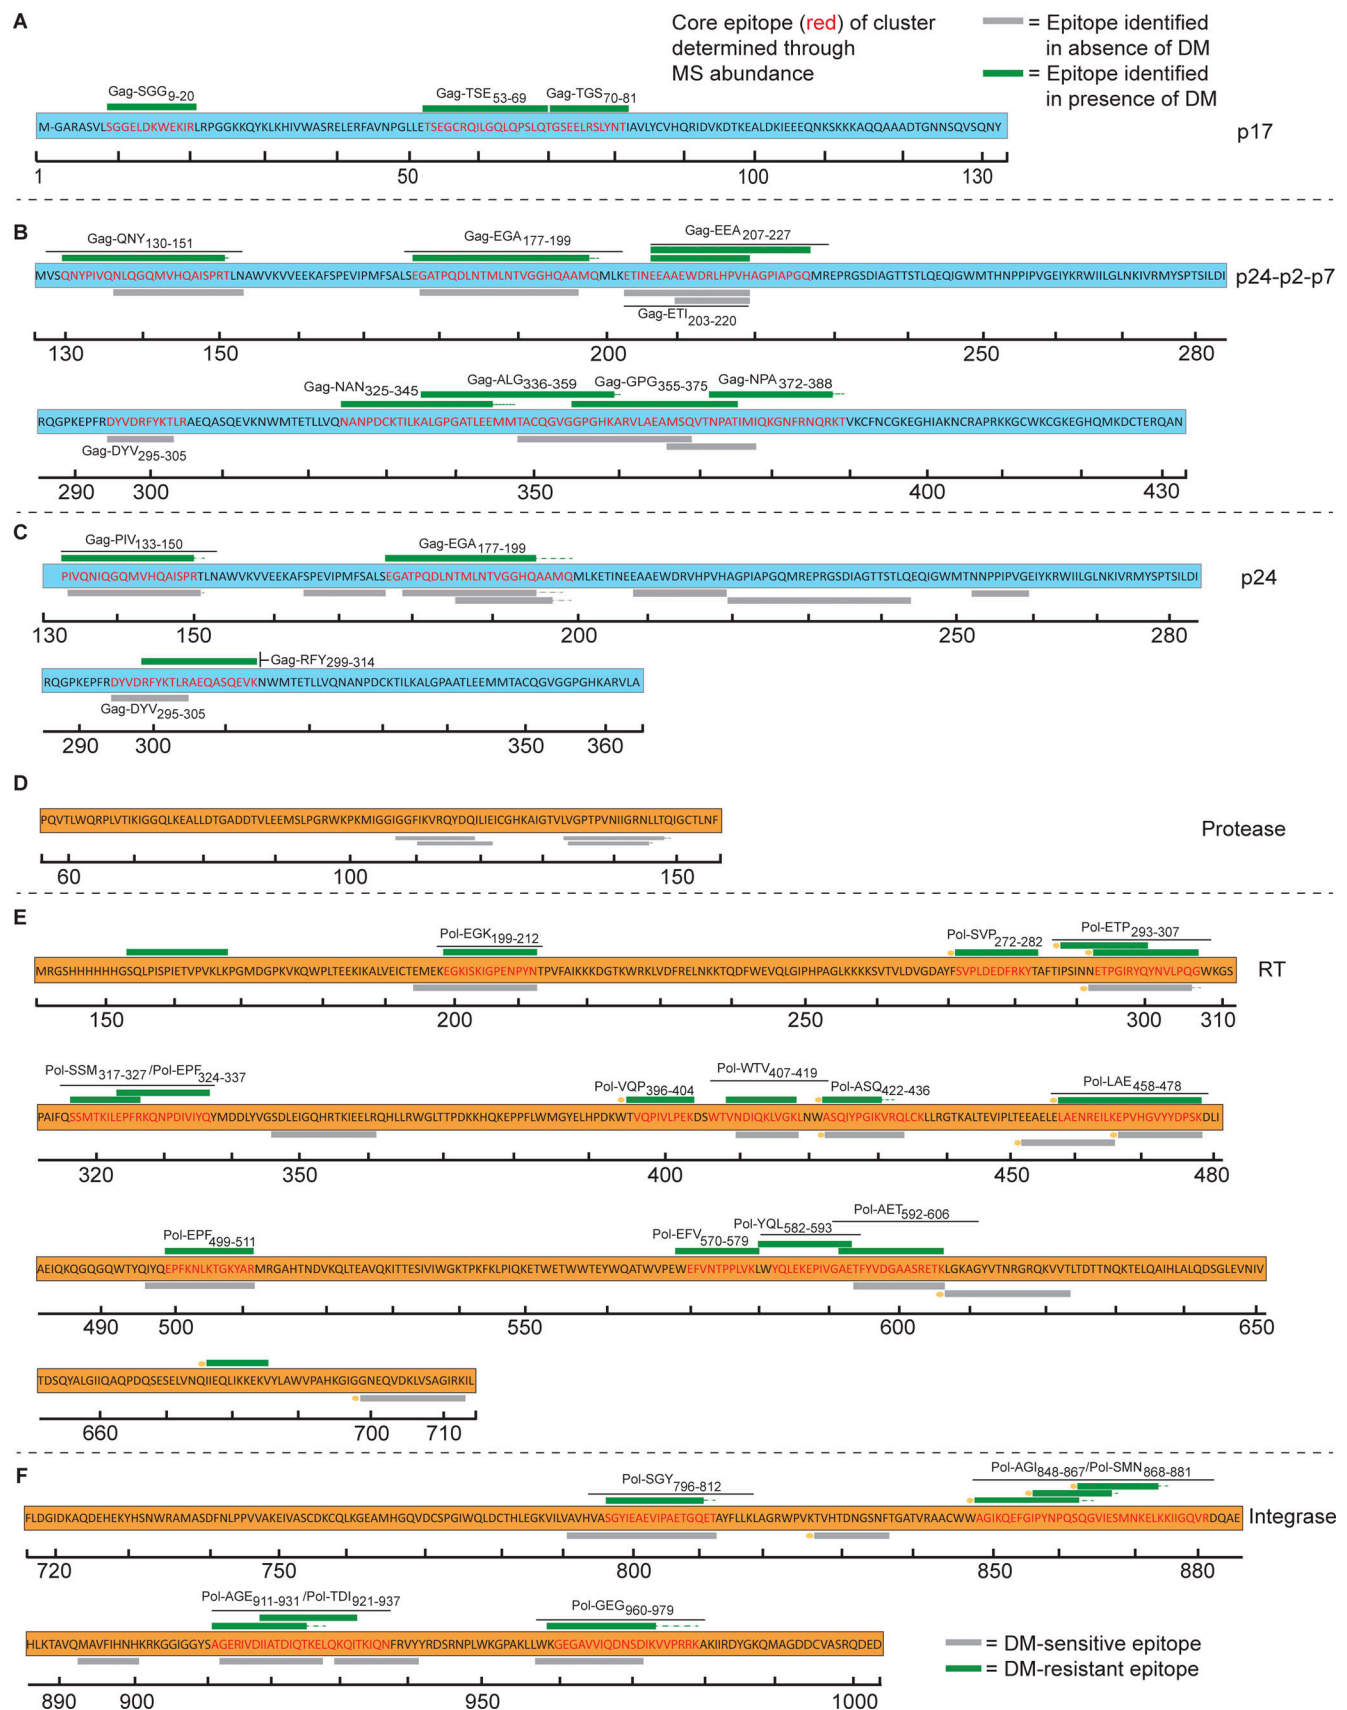 A
Core epitope (red) of cluster
determined through
MS abundance
= Epitope identified
in absence of DM
= Epitope identified
in presence of DM
Gag-SGG9-20
Gag-TSE53-69
Gag-TGS70-81
M-GARASVLSGGELDKWEKIRLRPGGKKQYKLKHIVWASRELERFAVNPGLLETSEGCRQILGQLQPSLQTGSEELRSLYNTIAVLYCVHQRIDVKDTKEALDKIEEEQNKSKKKAQQAAADTGNNSQVSQNY
p17
1 50 100 130
B
Gag-QNY130-151
Gag-EGA177-199
Gag-EEA207-227
MVSQNYPIVQNLQGQMVHQAISPRTLNAWVKVVEEKAFSPEVIPMFSALSEGATPQDLNTMLNTVGGHQAAMQMLKETINEEAAEWDRLHPVHAGPIAPGQMREPRGSDIAGTTSTLQEQIGWMTHNPPIPVGEIYKRWIILGLNKIVRMYSPTSILDI
p24-p2-p7
Gag-ETI203-220
130 150 200 250 280
Gag-NAN325-345
Gag-ALG336-359
Gag-GPG355-375
Gag-NPA372-388
RQGPKEPFRDYVDRFYKTLRAEQASQEVKNWMTETLLVQNANPDCKTILKALGPGATLEEMMTACQGVGGPGHKARVLAEAMSQVTNPATIMIQKGNFRNQRKTVKCFNCGKEGHIAKNCRAPRKKGCWKCGKEGHQMKDCTERQAN
Gag-DYV295-305
290 300 350 400 430
C
Gag-PIV133-150
Gag-EGA177-199
PIVQNIQGQMVHQAISPRTLNAWVKVVEEKAFSPEVIPMFSALSEGATPQDLNTMLNTVGGHQAAMQMLKETINEEAAEWDRVHPVHAGPIAPGQMREPRGSDIAGTTSTLQEQIGWMTNNPPIPVGEIYKRWIILGLNKIVRMYSPTSILDI
p24
130 150 200 250 280
Gag-RFY299-314
RQGPKEPFRDYVDRFYKTLRAEQASQEVKNWMTETLLVQNANPDCKTILKALGPAATLEEMMTACQGVGGPGHKARVLA
Gag-DYV295-305
290 300 350 360
D
PQVTLWQRPLVTIKIGGQLKEALLDTGADDTVLEEMSLPGRWKPKMIGGIGGFIKVRQYDQILIEICGHKAIGTVLVGPTPVNIIGRNLLTQIGCTLNF
Protease
60 100 150
E
Pol-EGK199-212
Pol-SVP272-282
Pol-ETP293-307
MRGSHHHHHHGSQLPISPIETVPVKLKPGMDGPKVKQWPLTEEKIKALVEICTEMEKEGKISKIGPENPYNTPVFAIKKKDGTKWRKLVDFRELNKKTQDFWEVQLGIPHPAGLKKKKSVTVLDVGDAYFSVPLDEDFRKYTAFTIPSINNETPGIRYQYNVLPQGWKGS
RT
150 200 250 300 310
Pol-SSM317-327/Pol-EPF324-337
Pol-VQP396-404
Pol-WTV407-419
Pol-ASQ422-436
Pol-LAE458-478
PAIFQSSMTKILEPFRKQNPDIVIYQYMDDLYVGSDLEIGQHRTKIEELRQHLLRWGLTTPDKKHQKEPPFLWMGYELHPDKWTVQPIVLPEKDSWTVNDIQKLVGKLNWASQIYPGIKVRQLCKLLRGTKALTEVIPLTEEAELELAENREILKEPVHGVYYDPSKDLI
320 350 400 450 480
Pol-EPF499-511
Pol-EFV570-579
Pol-YQL582-593
Pol-AET592-606
AEIQKQGQGQWTYQIYQEPFKNLKTGKYARMRGAHTNDVKQLTEAVQKITTESIVIWGKTPKFKLPIQKETWETWWTEYWQATWVPEWEFVNTPPLVKLWYQLEKEPIVGAETFYVDGAASRETKLGKAGYVTNRGRQKVVTLTDTTNQKTELQAIHLALQDSGLEVNIV
490 500 550 600 650
TDSQYALGIIQAQPDQSESELVNQIIEQLIKKEKVYLAWVPAHKGIGGNEQVDKLVSAGIRKIL
660 700 710
F
Pol-SGY796-812
Pol-AGI848-867/Pol-SMN868-881
FLDGIDKAQDEHEKYHSNWRAMASDFNLPPVVAKEIVASCDKCQLKGEAMHGQVDCSPGIWQLDCTHLEGKVILVAVHVASGYIEAEVIPAETGQETAYFLLKLAGRWPVKTVHTDNGSNFTGATVRAACWWAGIKQEFGIPYNPQSQGVIESMNKELKKIIGQVRDQAE
Integrase
720 750 800 850 880
Pol-AGE911-931/Pol-TDI921-937
Pol-GEG960-979
HLKTAVQMAVFIHNHKRKGGIGGYSAGERIVDIIATDIQTKELQKQITKIQNFRVYYRDSRNPLWKGPAKLLWKGEGAVVIQDNSDIKVVPRRKAKIIRDYGKQMAGDDCVASRQDED
= DM-sensitive epitope
= DM-resistant epitope
890 900 950 1000